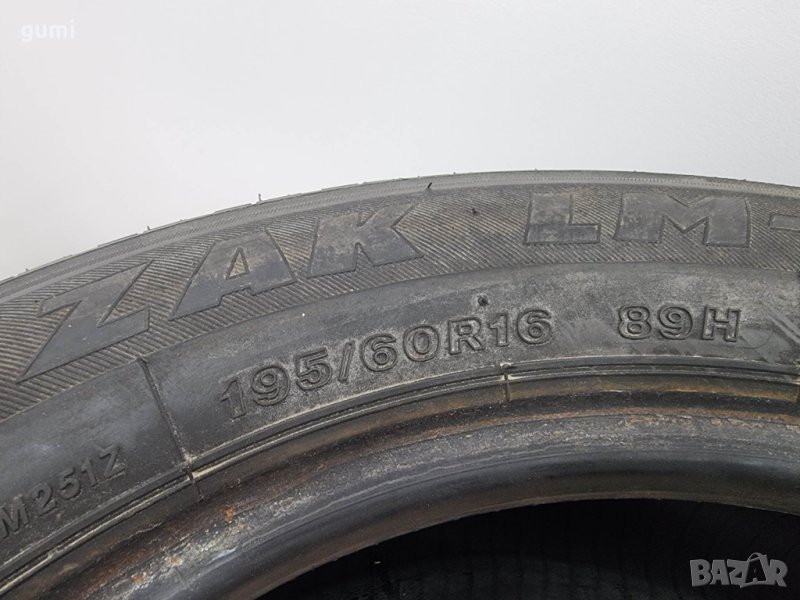 gumi
ZAK LM-
195/60R16 89H
M251Z
BAZAR